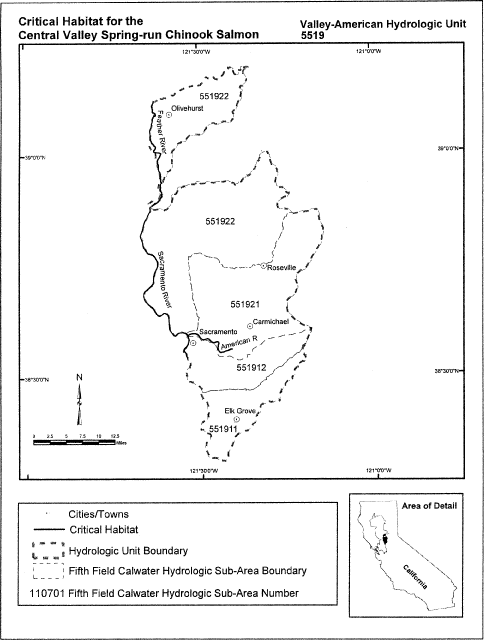 Critical Habitat for the
Central Valley Spring-run Chinook Salmon
Valley-American Hydrologic Unit
5519
121°30'0"W
121°0'0"W
551922
Olivehurst
Feather River
39°0'0"N
39°0'0"N
551922
Roseville
Sacramento River
551921
Carmichael
Sacramento
American R
551912
38°30'0"N
38°30'0"N
N
Elk Grove
551911
0 2.5 5 7.5 10 12.5
Miles
121°30'0"W
121°0'0"W
Cities/Towns
Critical Habitat
Hydrologic Unit Boundary
Fifth Field Calwater Hydrologic Sub-Area Boundary
110701 Fifth Field Calwater Hydrologic Sub-Area Number
Area of Detail
California